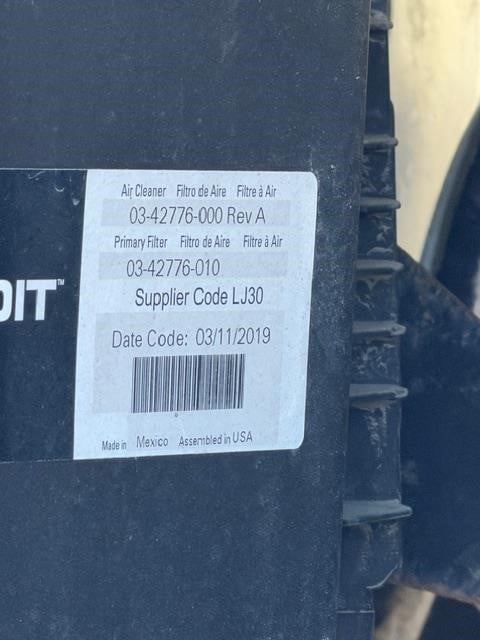 Air Cleaner Filtro de Aire Filtre à Air
03-42776-000 Rev A
Primary Filter Filtro de Aire Filtre à Air
03-42776-010
DIT™
Supplier Code LJ30
Date Code: 03/11/2019
Made in Mexico Assembled in USA